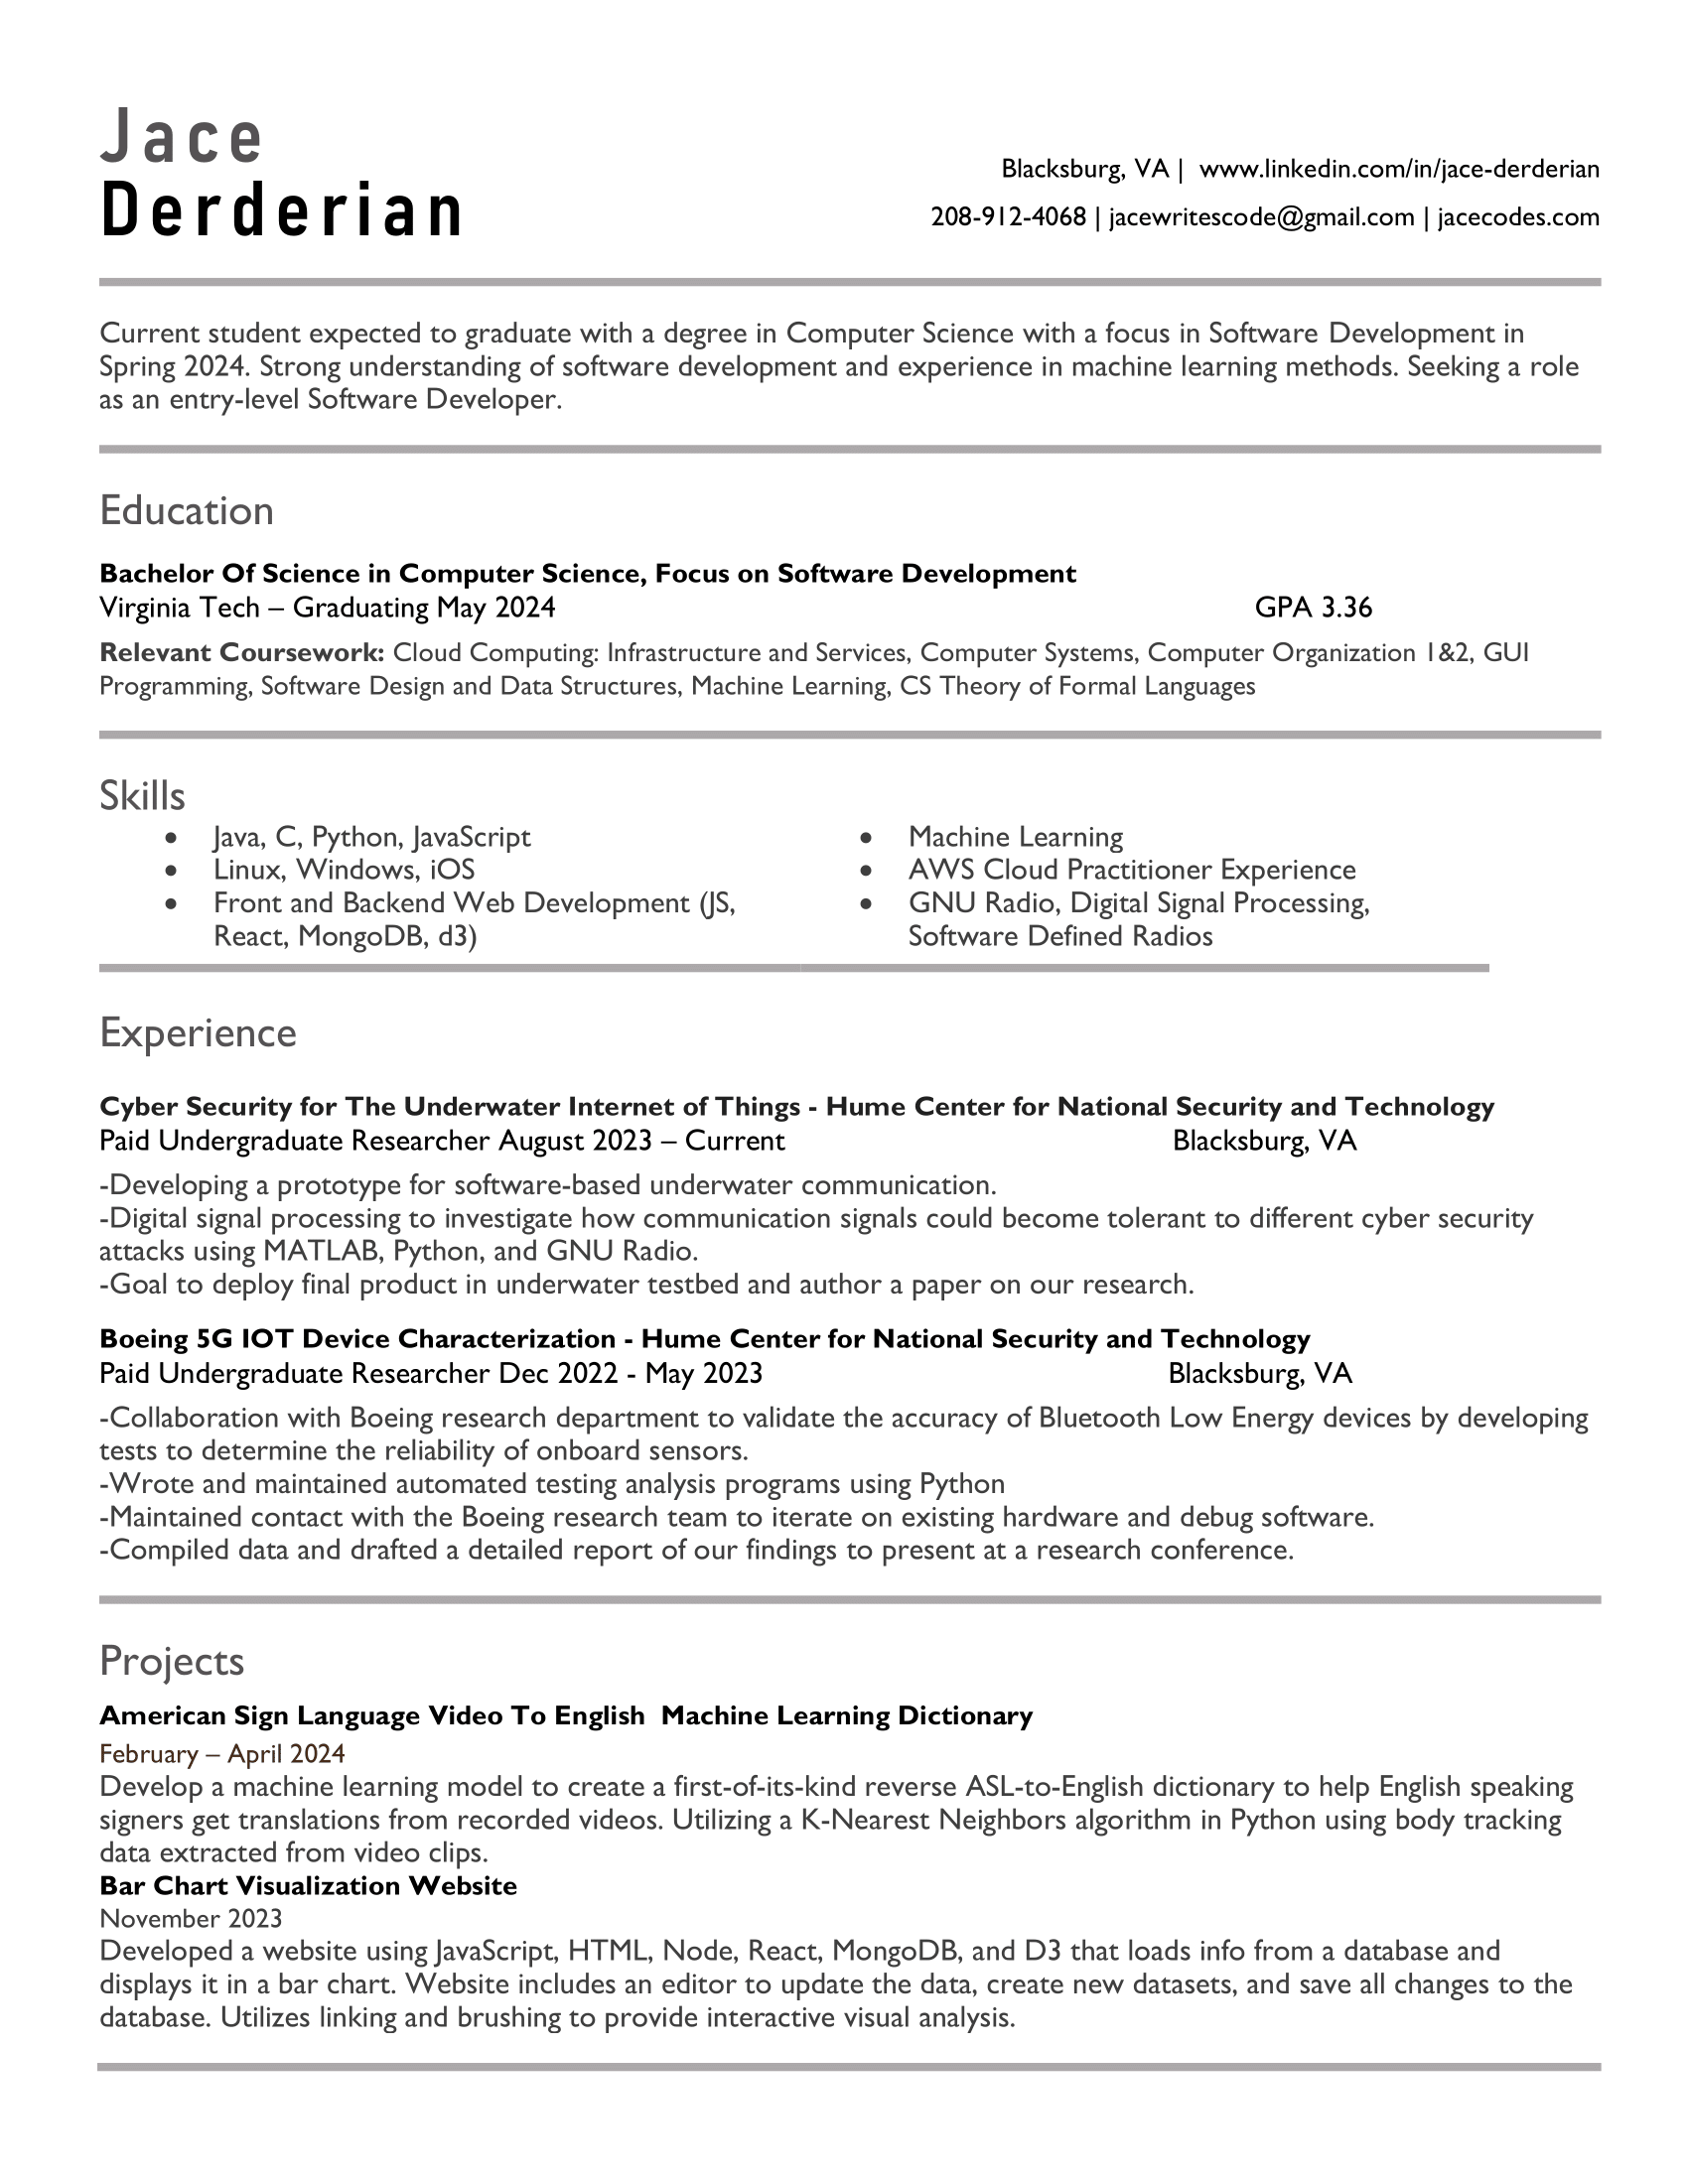 Jace
Derderian
Blacksburg, VA | www.linkedin.com/in/jace-derderian
208-912-4068 | jacewritescode@gmail.com | jacecodes.com
Current student expected to graduate with a degree in Computer Science with a focus in Software Development in
Spring 2024. Strong understanding of software development and experience in machine learning methods. Seeking a role
as an entry-level Software Developer.
Education
Bachelor Of Science in Computer Science, Focus on Software Development
Virginia Tech – Graduating May 2024 GPA 3.36
Relevant Coursework: Cloud Computing: Infrastructure and Services, Computer Systems, Computer Organization 1&2, GUI
Programming, Software Design and Data Structures, Machine Learning, CS Theory of Formal Languages
Skills
• Java, C, Python, JavaScript
• Linux, Windows, iOS
• Front and Backend Web Development (JS,
React, MongoDB, d3)
• Machine Learning
• AWS Cloud Practitioner Experience
• GNU Radio, Digital Signal Processing,
Software Defined Radios
Experience
Cyber Security for The Underwater Internet of Things - Hume Center for National Security and Technology
Paid Undergraduate Researcher August 2023 – Current Blacksburg, VA
-Developing a prototype for software-based underwater communication.
-Digital signal processing to investigate how communication signals could become tolerant to different cyber security
attacks using MATLAB, Python, and GNU Radio.
-Goal to deploy final product in underwater testbed and author a paper on our research.
Boeing 5G IOT Device Characterization - Hume Center for National Security and Technology
Paid Undergraduate Researcher Dec 2022 - May 2023 Blacksburg, VA
-Collaboration with Boeing research department to validate the accuracy of Bluetooth Low Energy devices by developing
tests to determine the reliability of onboard sensors.
-Wrote and maintained automated testing analysis programs using Python
-Maintained contact with the Boeing research team to iterate on existing hardware and debug software.
-Compiled data and drafted a detailed report of our findings to present at a research conference.
Projects
American Sign Language Video To English  Machine Learning Dictionary
February – April 2024
Develop a machine learning model to create a first-of-its-kind reverse ASL-to-English dictionary to help English speaking
signers get translations from recorded videos. Utilizing a K-Nearest Neighbors algorithm in Python using body tracking
data extracted from video clips.
Bar Chart Visualization Website
November 2023
Developed a website using JavaScript, HTML, Node, React, MongoDB, and D3 that loads info from a database and
displays it in a bar chart. Website includes an editor to update the data, create new datasets, and save all changes to the
database. Utilizes linking and brushing to provide interactive visual analysis.